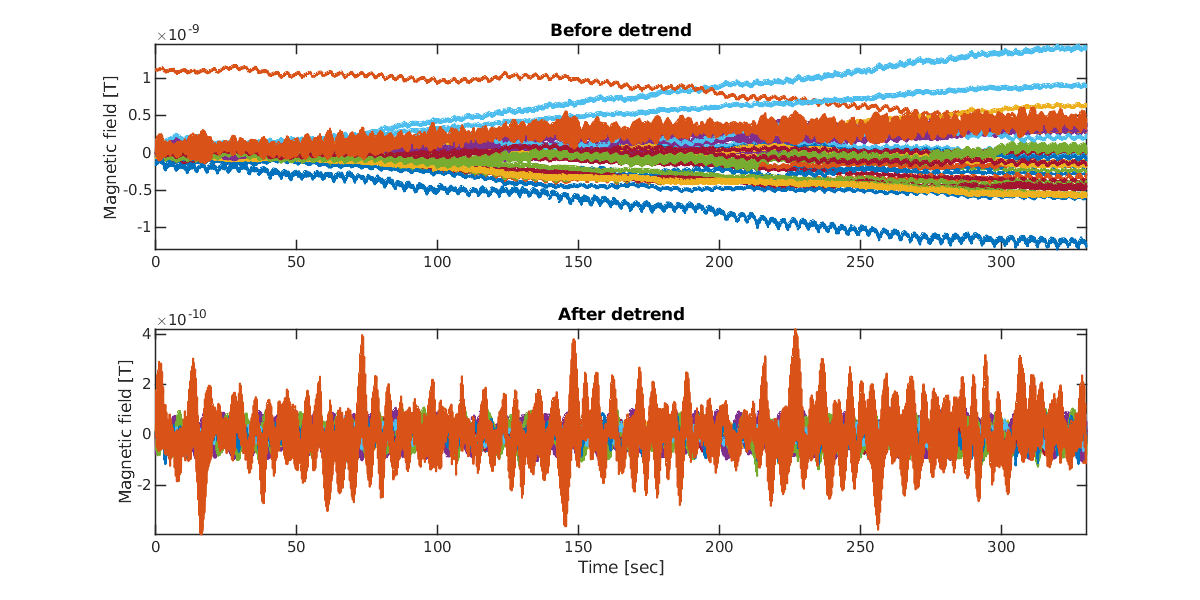 Before detrend
×10-9
Magnetic field [T]
1
0.5
0
-0.5
-1
0 50 100 150 200 250 300
After detrend
×10-10
Magnetic field [T]
4
2
0
-2
0 50 100 150 200 250 300
Time [sec]